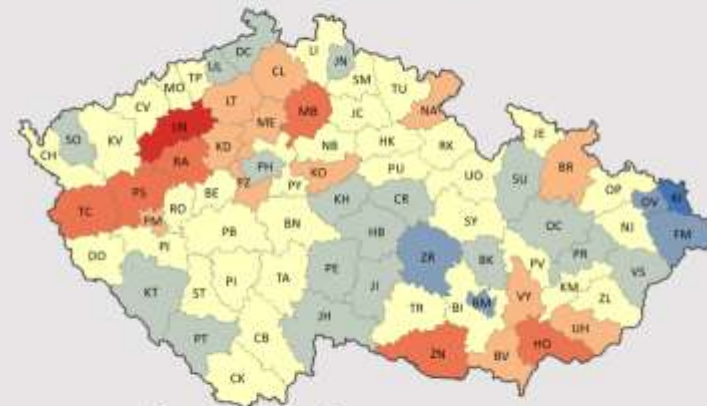 DC
LI
UL
JN
CL
TP
SM
MO
TU
CV
LT
MB
NA
JC
LN
ME
SO
KV
JE
NB
HK
RK
KD
CH
RA
PH
BR
KO
PU
SU
OP
UO
PS
BE
PZ
PY
KI
OV
TC
RO
KH
CR
PM
OC
NJ
FM
BN
SY
PB
HB
PJ
DO
ZR
BK
PR
PV
VS
PE
KT
ST
PI
TA
JI
KM
ZL
VY
TR
BI
BM
UH
JH
PT
CB
HO
ZN
BV
CK